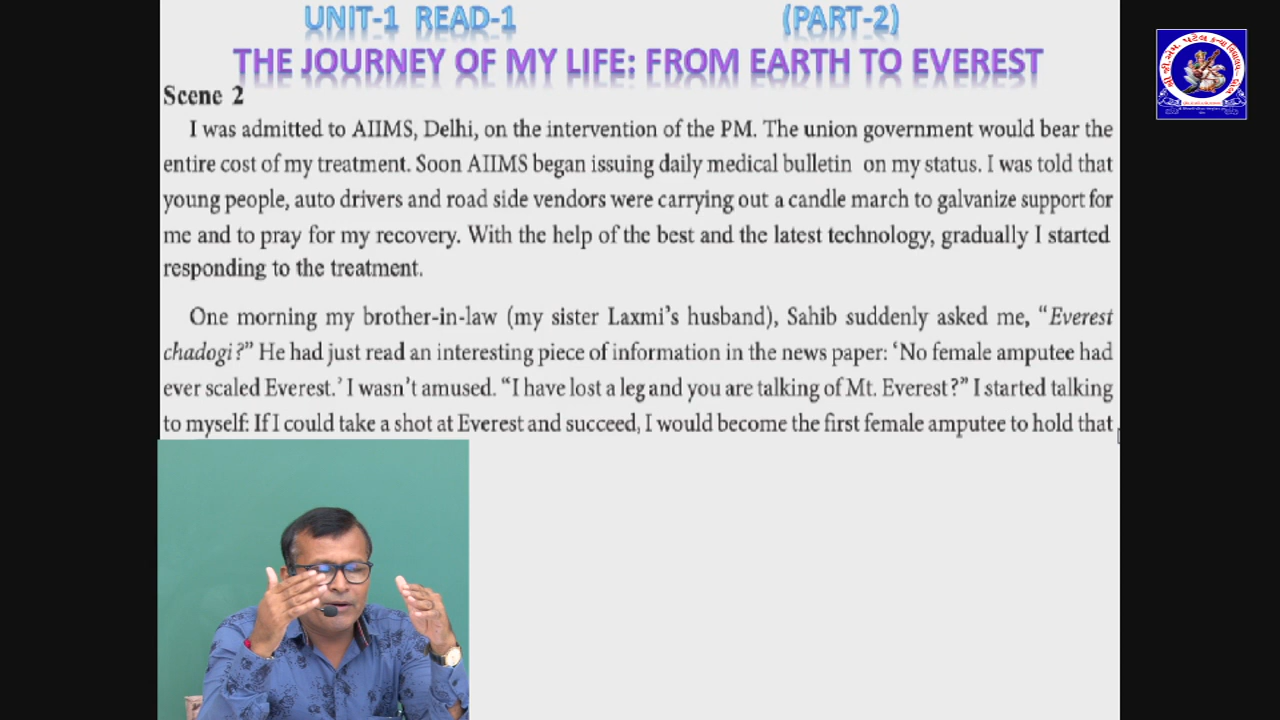 UNIT-1 READ-1 (PART-2)
THE JOURNEY OF MY LIFE: FROM EARTH TO EVEREST
Scene 2
I was admitted to AIIMS, Delhi, on the intervention of the PM. The union government would bear the
entire cost of my treatment. Soon AIIMS began issuing daily medical bulletin on my status. I was told that
young people, auto drivers and road side vendors were carrying out a candle march to galvanize support for
me and to pray for my recovery. With the help of the best and the latest technology, gradually I started
responding to the treatment.
One morning my brother-in-law (my sister Laxmi's husband), Sahib suddenly asked me, "Everest
chadogi?" He had just read an interesting piece of information in the news paper: 'No female amputee had
ever scaled Everest.' I wasn't amused. "I have lost a leg and you are talking of Mt. Everest?" I started talking
to myself: If I could take a shot at Everest and succeed, I would become the first female amputee to hold that